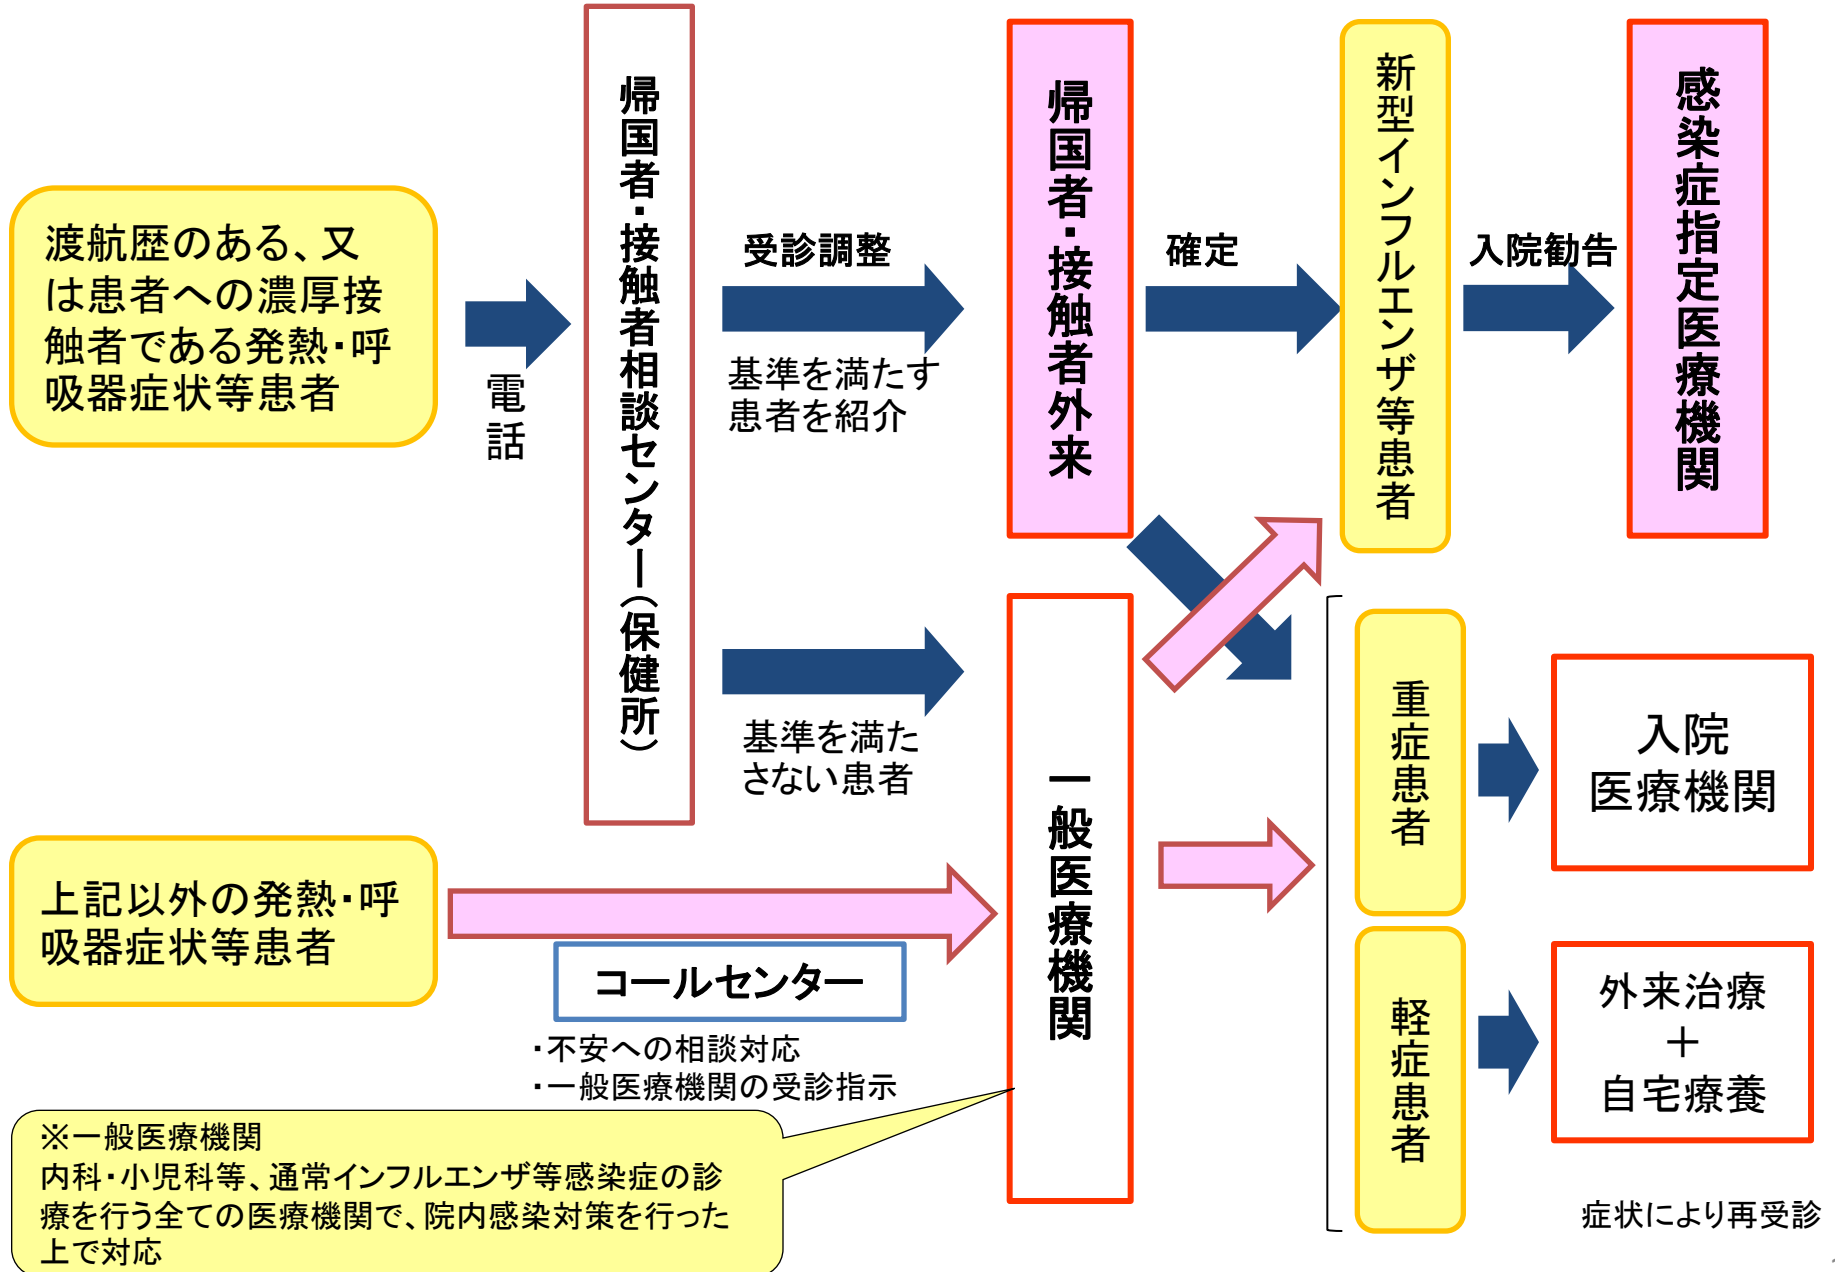 渡航歴のある、又
は患者への濃厚接
触者である発熱・呼
吸器症状等患者
電話
帰国者・接触者相談センター（保健所）
受診調整
基準を満たす
患者を紹介
帰国者・接触者外来
確定
新型インフルエンザ等患者
入院勧告
感染症指定医療機関
基準を満た
さない患者
上記以外の発熱・呼
吸器症状等患者
コールセンター
・不安への相談対応
・一般医療機関の受診指示
一般医療機関
重症患者
入院
医療機関
軽症患者
外来治療
＋
自宅療養
症状により再受診
※一般医療機関
内科・小児科等、通常インフルエンザ等感染症の診
療を行う全ての医療機関で、院内感染対策を行った
上で対応